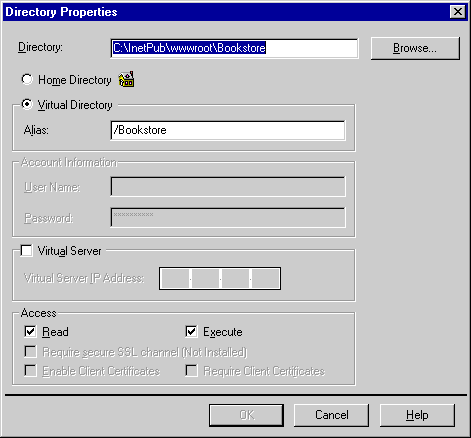 Directory Properties
Directory: C:\InetPub\wwwroot\Bookstore Browse...
Home Directory
Virtual Directory
Alias: /Bookstore
Account Information
User Name:
Password: **********
Virtual Server
Virtual Server IP Address: . . .
Access
Read Execute
Require secure SSL channel (Not Installed)
Enable Client Certificates Require Client Certificates
OK Cancel Help